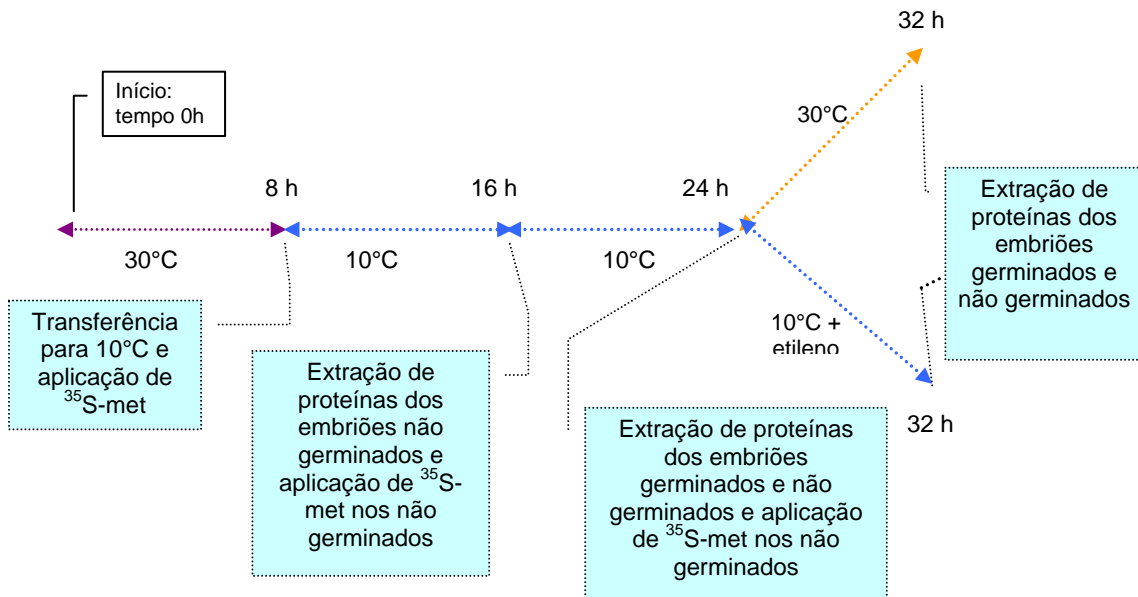 32 h
Início:
tempo 0h
30°C
8 h
16 h
24 h
30°C
10°C
10°C
Transferência
para 10°C e
aplicação de
³⁵S-met
Extração de
proteínas dos
embriões não
germinados e
aplicação de ³⁵S-
met nos não
germinados
Extração de proteínas
dos embriões
germinados e não
germinados e aplicação
de ³⁵S-met nos não
germinados
Extração de
proteínas dos
embriões
germinados e
não germinados
10°C +
etileno
32 h